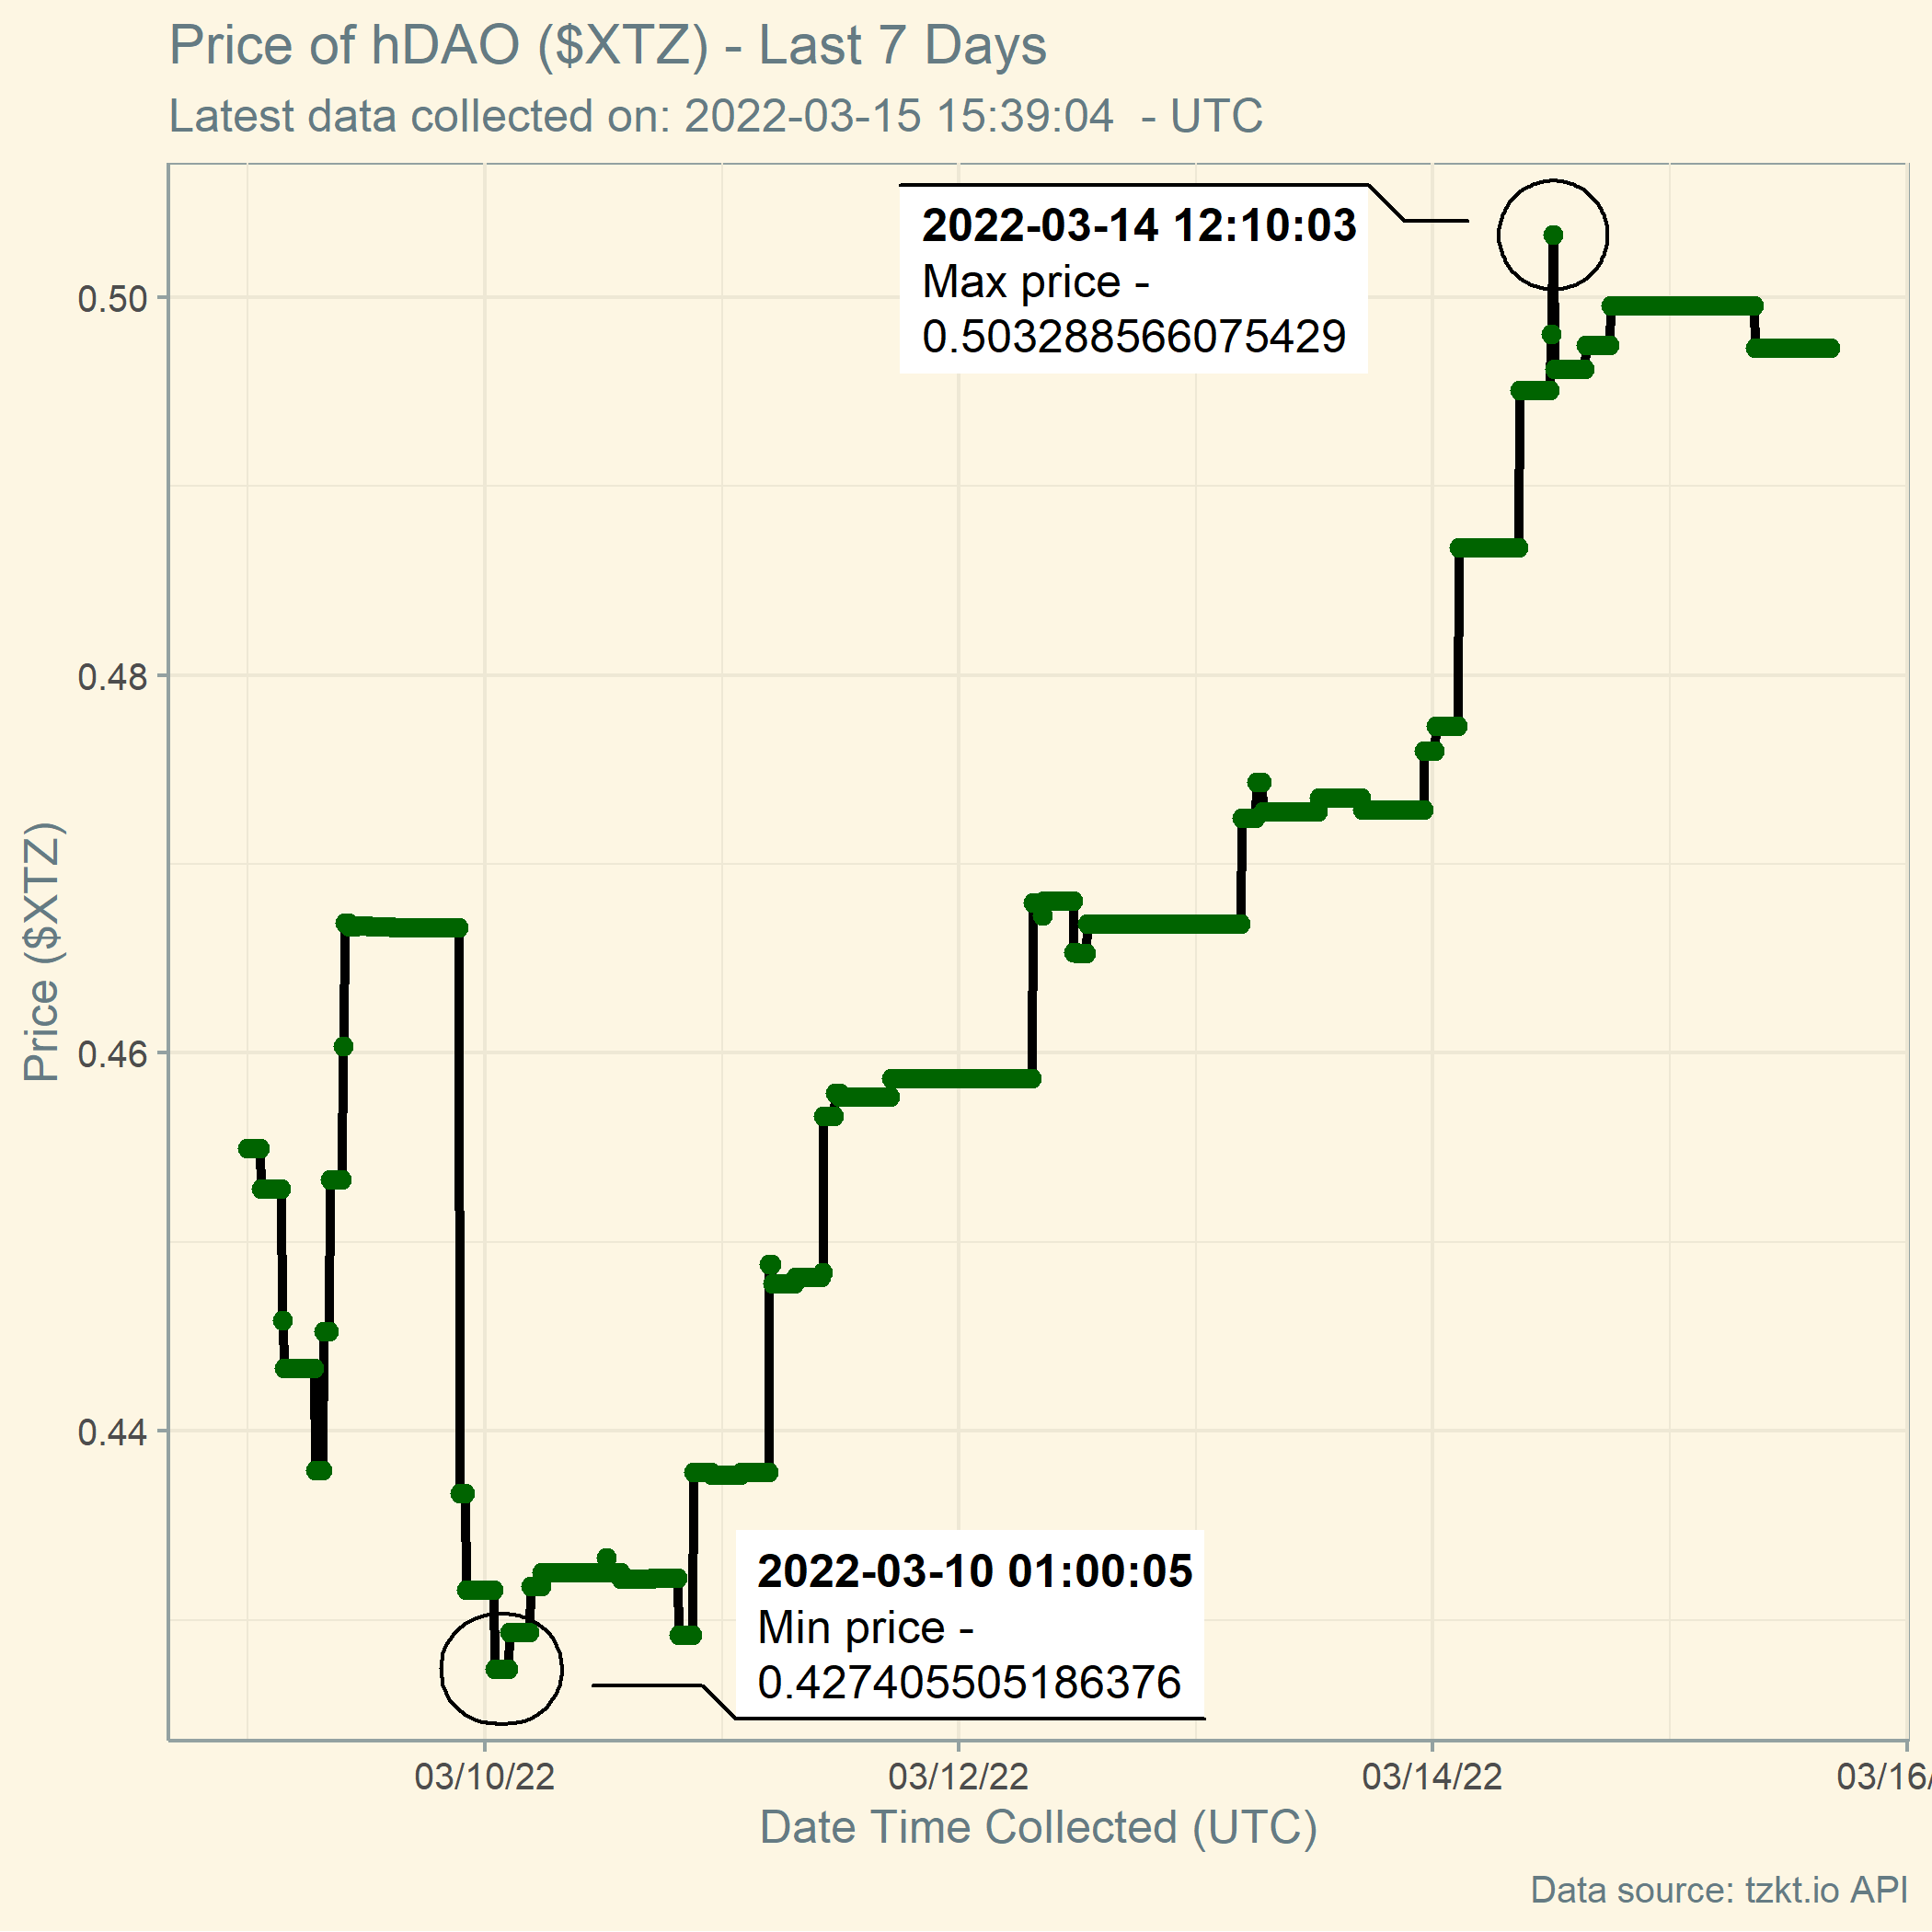 Price of hDAO ($XTZ) - Last 7 Days
Latest data collected on: 2022-03-15 15:39:04  - UTC
2022-03-14 12:10:03
Max price -
0.503288566075429
0.50
0.48
0.46
0.44
Price ($XTZ)
2022-03-10 01:00:05
Min price -
0.427405505186376
03/10/22
03/12/22
03/14/22
03/16/
Date Time Collected (UTC)
Data source: tzkt.io API